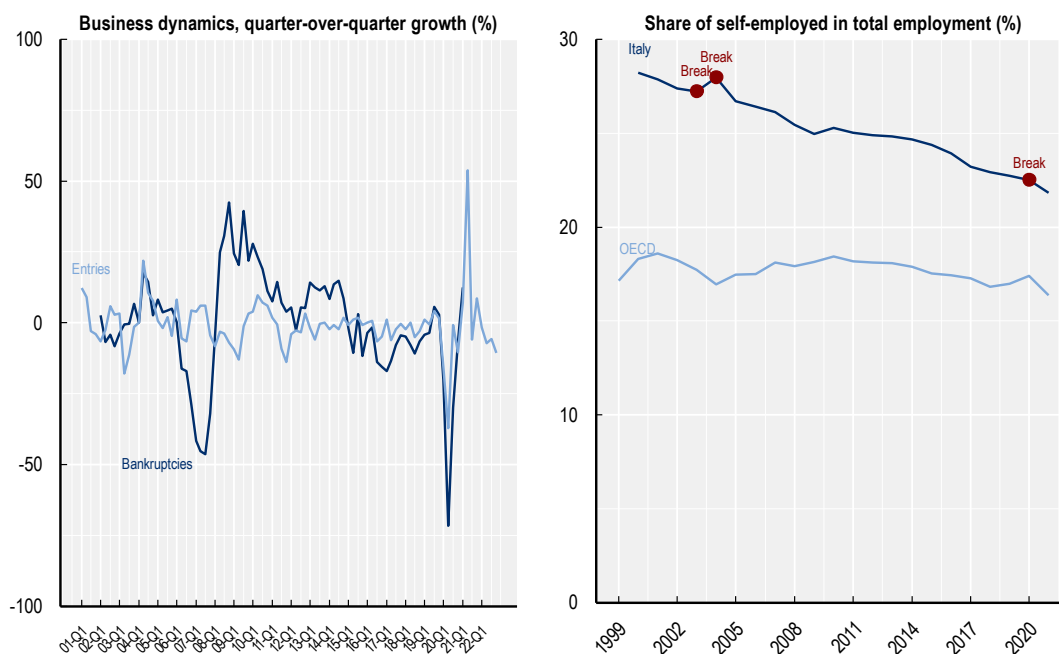 Business dynamics, quarter-over-quarter growth (%)
100
50
0
-50
-100
Entries
Bankruptcies
01-Q1
02-Q1
03-Q1
04-Q1
05-Q1
06-Q1
07-Q1
08-Q1
09-Q1
10-Q1
11-Q1
12-Q1
13-Q1
14-Q1
15-Q1
16-Q1
17-Q1
18-Q1
19-Q1
20-Q1
21-Q1
22-Q1
Share of self-employed in total employment (%)
30
20
10
0
Italy
Break
Break
Break
OECD
1999
2002
2005
2008
2011
2014
2017
2020